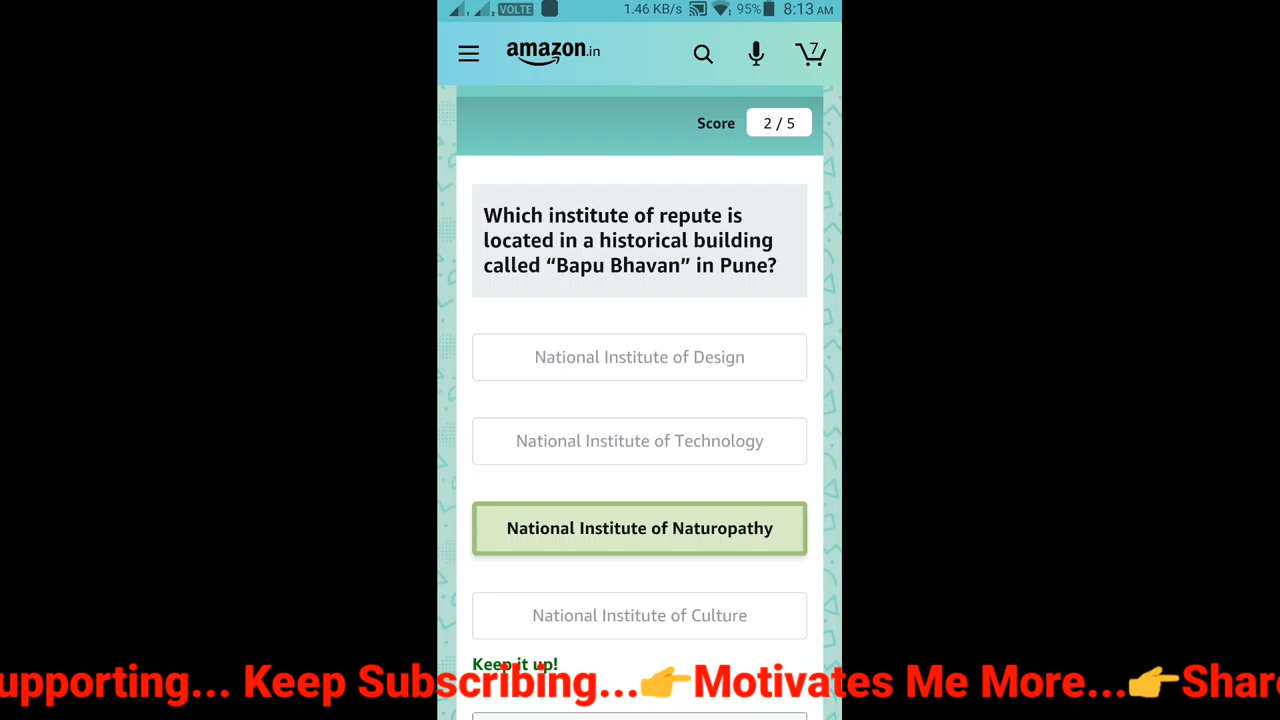 VOLTE 1.46 KB/s 95% 8:13 AM
amazon.in 7
Score 2 / 5
Which institute of repute is
located in a historical building
called “Bapu Bhavan” in Pune?
National Institute of Design
National Institute of Technology
National Institute of Naturopathy
National Institute of Culture
Keep it up!
upporting... Keep Subscribing...👉Motivates Me More...👉Share